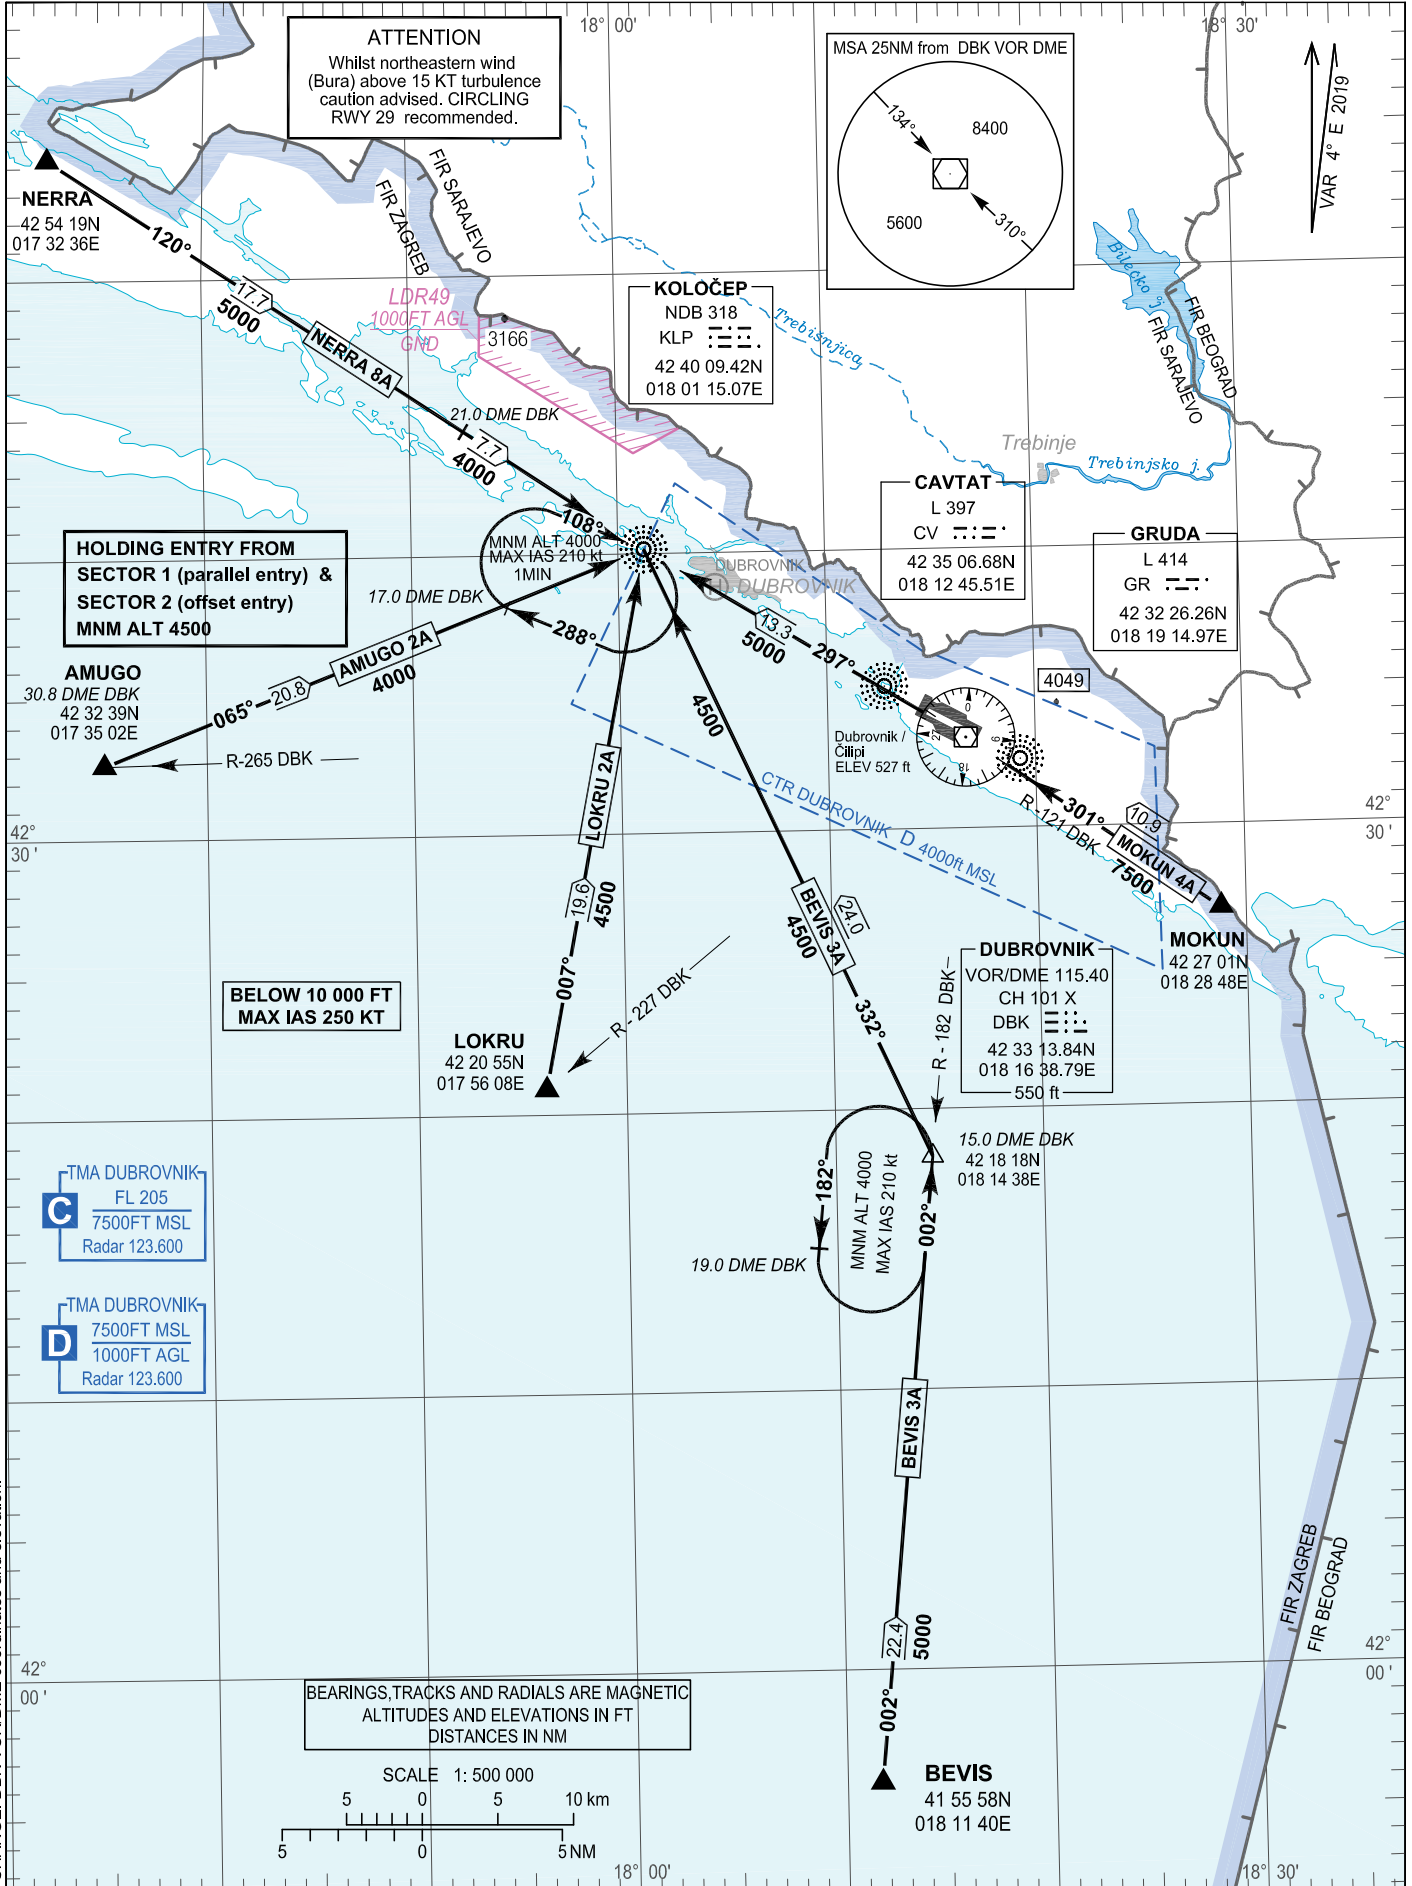 18° 00'
18° 30'
ATTENTION
Whilst northeastern wind
(Bura) above 15 KT turbulence
caution advised. CIRCLING
RWY 29 recommended.
MSA 25NM from DBK VOR DME
134°
8400
5600
310°
VAR 4° E 2019
NERRA
42 54 19N
017 32 36E
120°
17.7
5000
NERRA 8A
FIR SARAJEVO
FIR ZAGREB
LDR49
1000FT AGL
GND
3166
KOLOČEP
NDB 318
KLP
42 40 09.42N
018 01 15.07E
Trebišnjica
Bilećko j.
FIR BEOGRAD
FIR SARAJEVO
21.0 DME DBK
7.7
4000
108°
Trebinje
Trebinjsko j.
CAVTAT
L 397
CV
42 35 06.68N
018 12 45.51E
GRUDA
L 414
GR
42 32 26.26N
018 19 14.97E
HOLDING ENTRY FROM
SECTOR 1 (parallel entry) &
SECTOR 2 (offset entry)
MNM ALT 4500
MNM ALT 4000
MAX IAS 210 kt
1MIN
17.0 DME DBK
288°
DUBROVNIK
H DUBROVNIK
13.3
5000
297°
AMUGO
30.8 DME DBK
42 32 39N
017 35 02E
065°
20.8
AMUGO 2A
4000
R-265 DBK
4500
4049
Dubrovnik /
Čilipi
ELEV 527 ft
0
9
18
27
CTR DUBROVNIK D 4000ft MSL
301°
R -121 DBK
10.9
MOKUN 4A
7500
42°
30 '
42°
30 '
LOKRU 2A
19.6
4500
007°
BEVIS 3A
4500
24.0
332°
MOKUN
42 27 01N
018 28 48E
DUBROVNIK
VOR/DME 115.40
CH 101 X
DBK
42 33 13.84N
018 16 38.79E
550 ft
R - 182 DBK
BELOW 10 000 FT
MAX IAS 250 KT
R - 227 DBK
LOKRU
42 20 55N
017 56 08E
15.0 DME DBK
42 18 18N
018 14 38E
182°
MNM ALT 4000
MAX IAS 210 kt
002°
19.0 DME DBK
TMA DUBROVNIK
C
FL 205
7500FT MSL
Radar 123.600
TMA DUBROVNIK
D
7500FT MSL
1000FT AGL
Radar 123.600
BEVIS 3A
FIR ZAGREB
FIR BEOGRAD
22.4
5000
002°
42°
00 '
42°
00 '
BEARINGS,TRACKS AND RADIALS ARE MAGNETIC
ALTITUDES AND ELEVATIONS IN FT
DISTANCES IN NM
SCALE 1: 500 000
5 0 5 10 km
5 0 5 NM
BEVIS
41 55 58N
018 11 40E
18° 00'
18° 30'